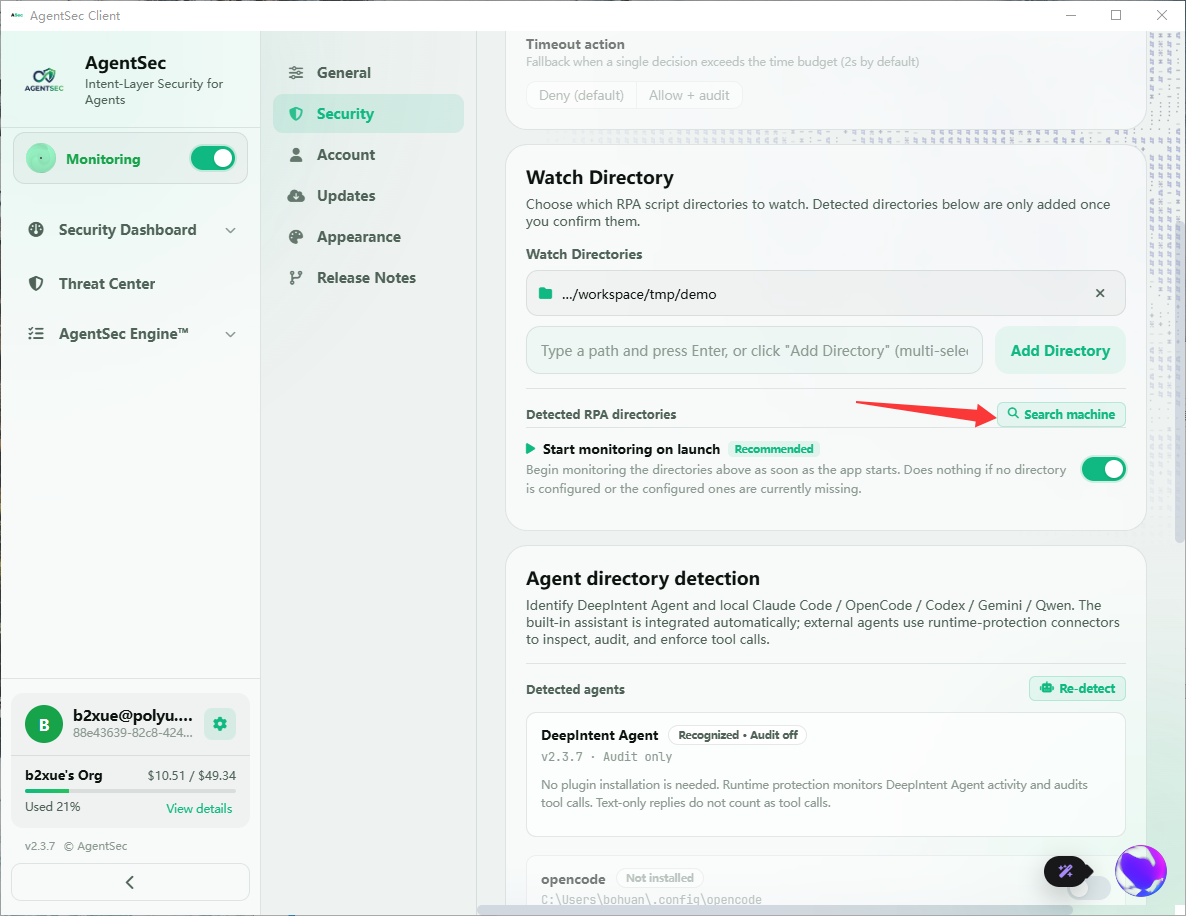 AgentSec Client
AgentSec
Intent-Layer Security for
Agents
AGENTSEC
Monitoring
Security Dashboard
Threat Center
AgentSec Engine™
B
b2xue@polyu....
88e43639-82c8-424...
b2xue's Org
$10.51 / $49.34
Used 21%
View details
v2.3.7 © AgentSec
General
Security
Account
Updates
Appearance
Release Notes
Timeout action
Fallback when a single decision exceeds the time budget (2s by default)
Deny (default)
Allow + audit
Watch Directory
Choose which RPA script directories to watch. Detected directories below are only added once
you confirm them.
Watch Directories
.../workspace/tmp/demo
Type a path and press Enter, or click "Add Directory" (multi-selec
Add Directory
Detected RPA directories
Search machine
Start monitoring on launch
Recommended
Begin monitoring the directories above as soon as the app starts. Does nothing if no directory
is configured or the configured ones are currently missing.
Agent directory detection
Identify DeepIntent Agent and local Claude Code / OpenCode / Codex / Gemini / Qwen. The
built-in assistant is integrated automatically; external agents use runtime-protection connectors
to inspect, audit, and enforce tool calls.
Detected agents
Re-detect
DeepIntent Agent
Recognized • Audit off
v2.3.7 · Audit only
No plugin installation is needed. Runtime protection monitors DeepIntent Agent activity and audits
tool calls. Text-only replies do not count as tool calls.
opencode
Not installed
C:\Users\bohuan\.config\opencode